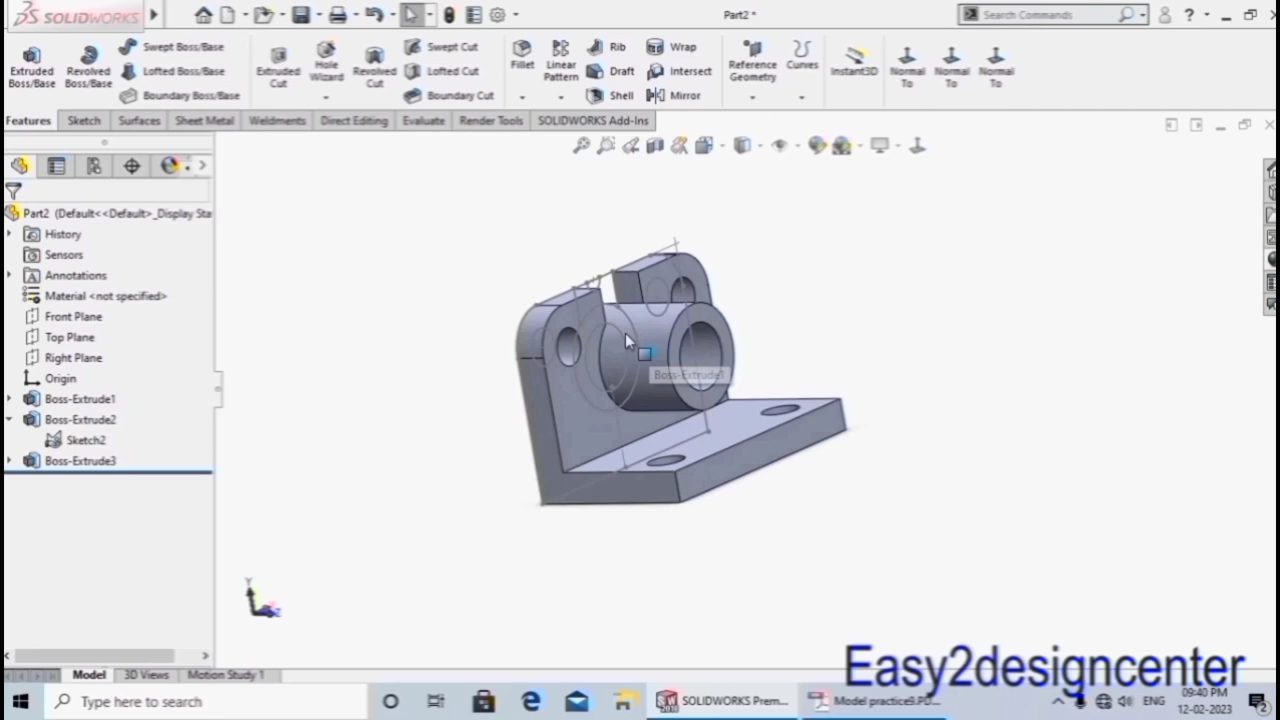 SOLIDWORKS
Part2 *
Search Commands
?
Extruded Boss/Base
Revolved Boss/Base
Swept Boss/Base
Lofted Boss/Base
Boundary Boss/Base
Extruded Cut
Hole Wizard
Revolved Cut
Swept Cut
Lofted Cut
Boundary Cut
Fillet
Linear Pattern
Rib
Draft
Shell
Wrap
Intersect
Mirror
Reference Geometry
Curves
Instant3D
Normal To
Normal To
Normal To
Features Sketch Surfaces Sheet Metal Weldments Direct Editing Evaluate Render Tools SOLIDWORKS Add-Ins
Part2 (Default<<Default>_Display Sta
History
Sensors
Annotations
Material <not specified>
Front Plane
Top Plane
Right Plane
Origin
Boss-Extrude1
Boss-Extrude2
Sketch2
Boss-Extrude3
Boss-Extrude1
Y
Z
Model 3D Views Motion Study 1
Easy2designcenter
Type here to search
SOLIDWORKS Prem...
Model practice9.PD...
ENG
09:40 PM
12-02-2023
2